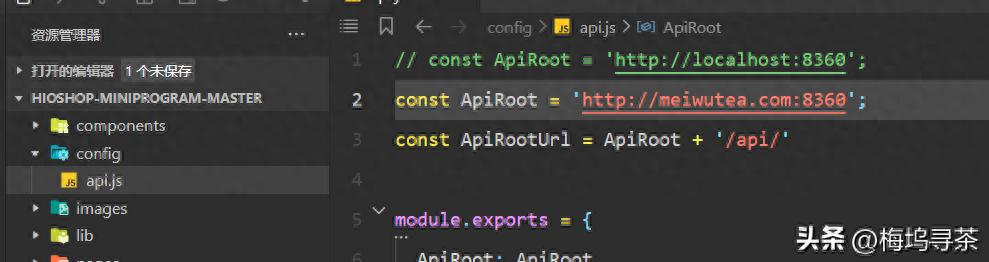 资源管理器
打开的编辑器 1个未保存
HIOSHOP-MINIPROGRAM-MASTER
components
config
api.js
images
lib
config > api.js > ApiRoot
1 // const ApiRoot = 'http://localhost:8360';
2 const ApiRoot = 'http://meiwutea.com:8360';
3 const ApiRootUrl = ApiRoot + '/api/'
4
5 module.exports = {
6 ApiRoot: ApiRoot
头条 @梅坞寻茶